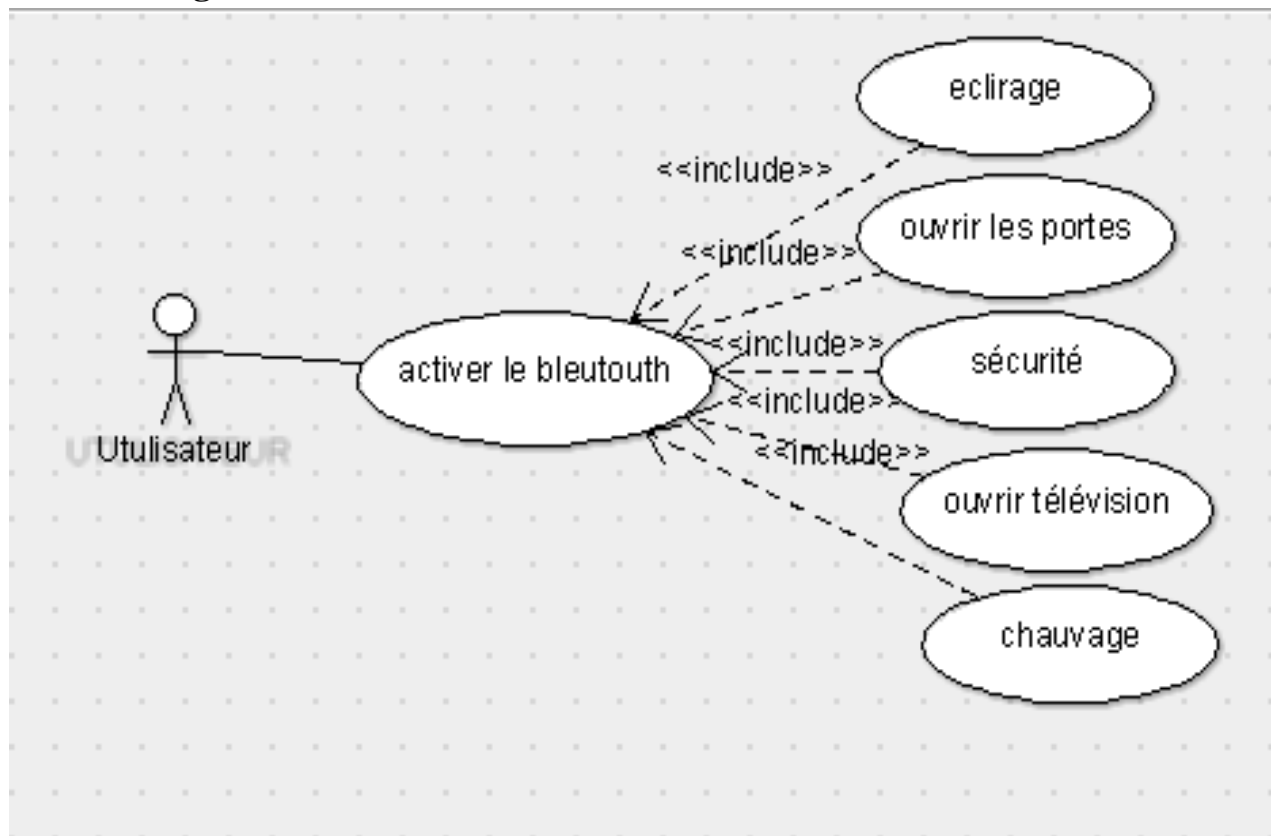 eclirage
<<include>>
ouvrir les portes
<<include>>
<<include>>
sécurité
activer le bleutouth
<<include>>
<<include>>
Utulisateur
ouvrir télévision
chauvage